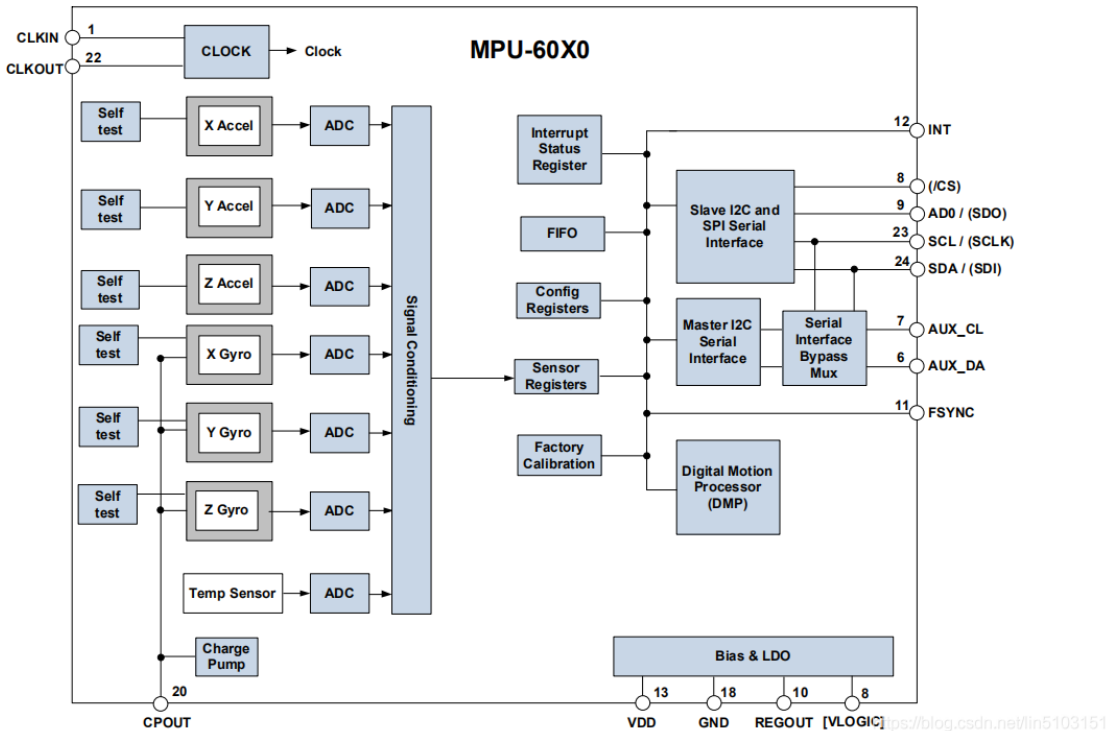 MPU-60X0
CLKIN
1
CLKOUT
22
CLOCK
Clock
Self
test
X Accel
ADC
Self
test
Y Accel
ADC
Self
test
Z Accel
ADC
Self
test
X Gyro
ADC
Self
test
Y Gyro
ADC
Self
test
Z Gyro
ADC
Temp Sensor
ADC
Signal Conditioning
Charge
Pump
20
CPOUT
Interrupt
Status
Register
FIFO
Config
Registers
Sensor
Registers
Factory
Calibration
Slave I2C and
SPI Serial
Interface
Master I2C
Serial
Interface
Serial
Interface
Bypass
Mux
Digital Motion
Processor
(DMP)
12
INT
8
(/CS)
9
AD0 / (SDO)
23
SCL / (SCLK)
24
SDA / (SDI)
7
AUX_CL
6
AUX_DA
11
FSYNC
Bias & LDO
13
18
10
8
VDD
GND
REGOUT
[VLOGIC]
https://blog.csdn.net/lin5103151